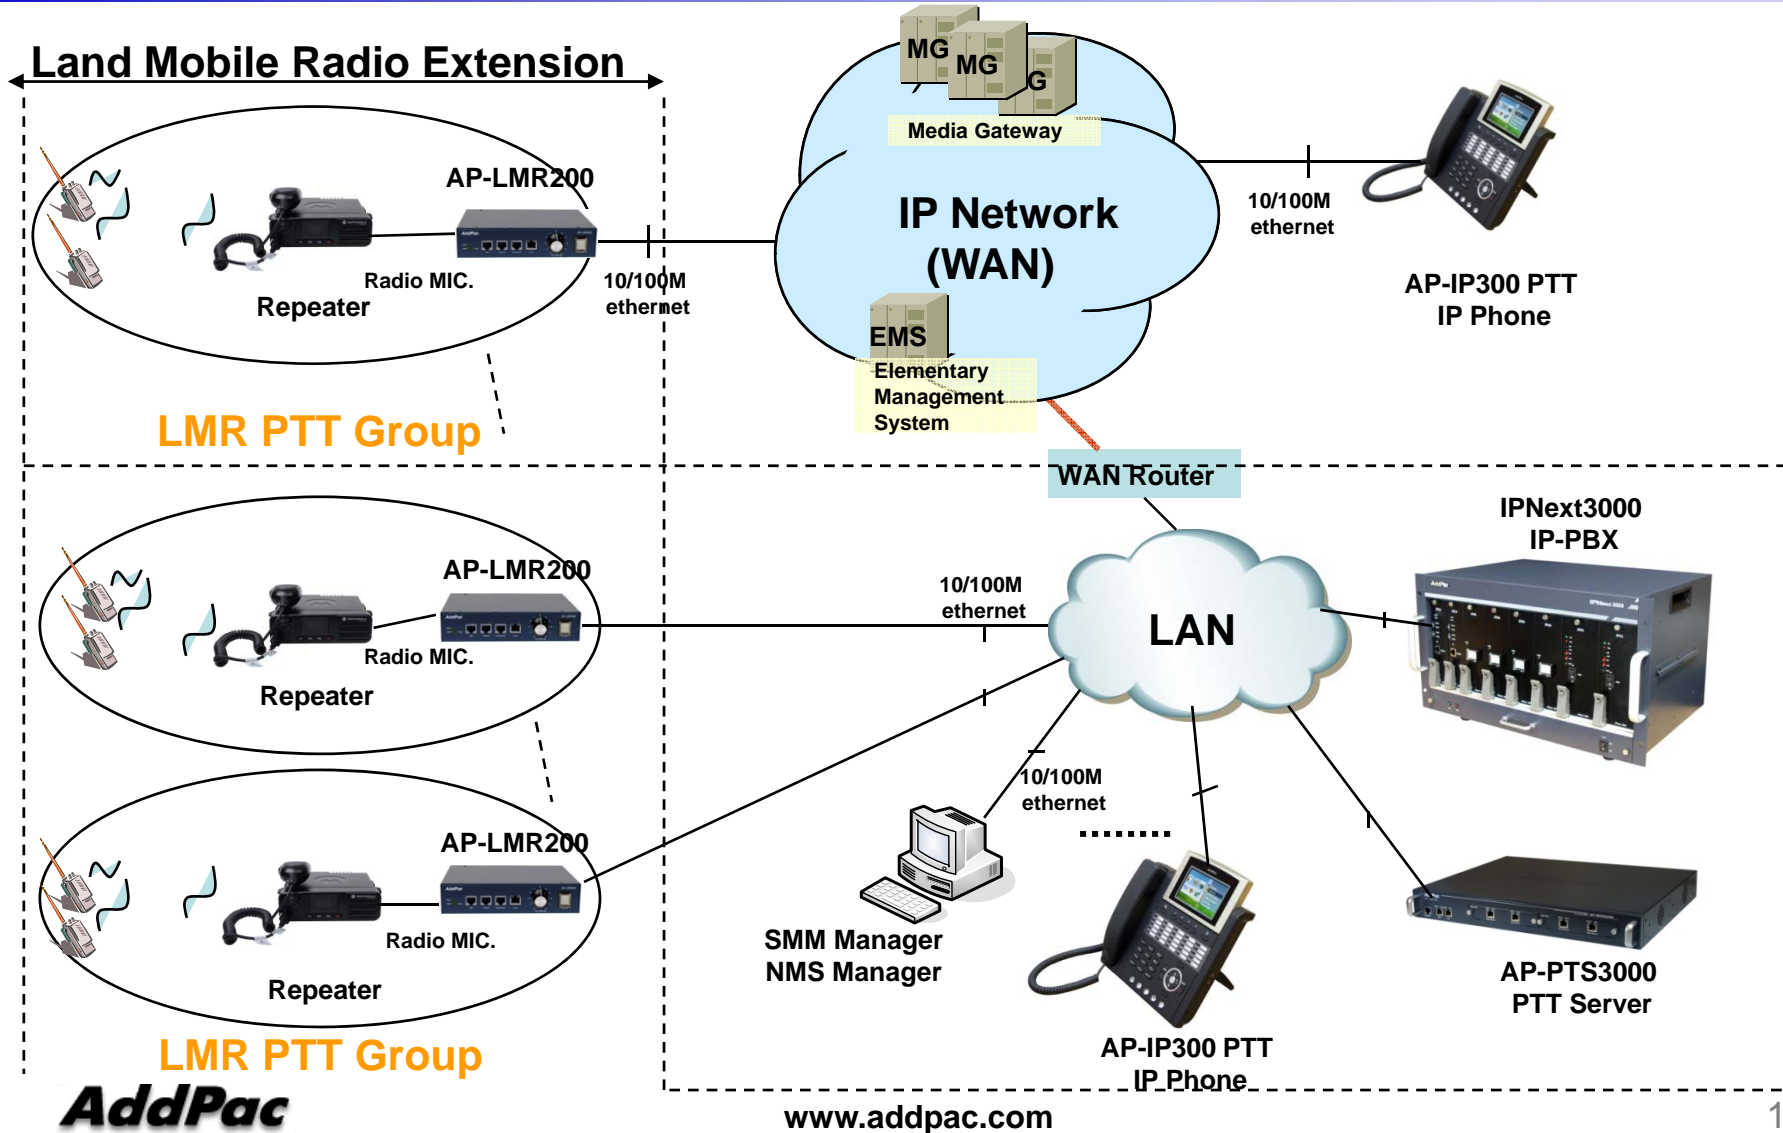 Land Mobile Radio Extension
MG
MG
G
Media Gateway
AP-LMR200
IP Network
(WAN)
10/100M
ethernet
Radio MIC.
Repeater
10/100M
ethernet
AP-IP300 PTT
IP Phone
EMS
Elementary
Management
System
LMR PTT Group
WAN Router
IPNext3000
IP-PBX
AP-LMR200
10/100M
ethernet
LAN
Radio MIC.
Repeater
10/100M
ethernet
........
AP-LMR200
Radio MIC.
Repeater
SMM Manager
NMS Manager
AP-PTS3000
PTT Server
AP-IP300 PTT
IP Phone
LMR PTT Group
AddPac
www.addpac.com
1